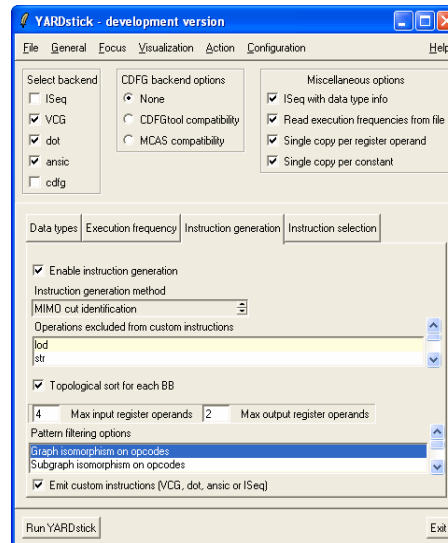 YARDstick - development version
File General Focus Visualization Action Configuration Help
Select backend
ISeq
VCG
dot
ansic
cdfg
CDFG backend options
None
CDFGtool compatibility
MCAS compatibility
Miscellaneous options
ISeq with data type info
Read execution frequencies from file
Single copy per register operand
Single copy per constant
Data types Execution frequency Instruction generation Instruction selection
Enable instruction generation
Instruction generation method
MIMO cut identification
Operations excluded from custom instructions
lod
str
Topological sort for each BB
4 Max input register operands 2 Max output register operands
Pattern filtering options
Graph isomorphism on opcodes
Subgraph isomorphism on opcodes
Emit custom instructions (VCG, dot, ansic or ISeq)
Run YARDstick Exit